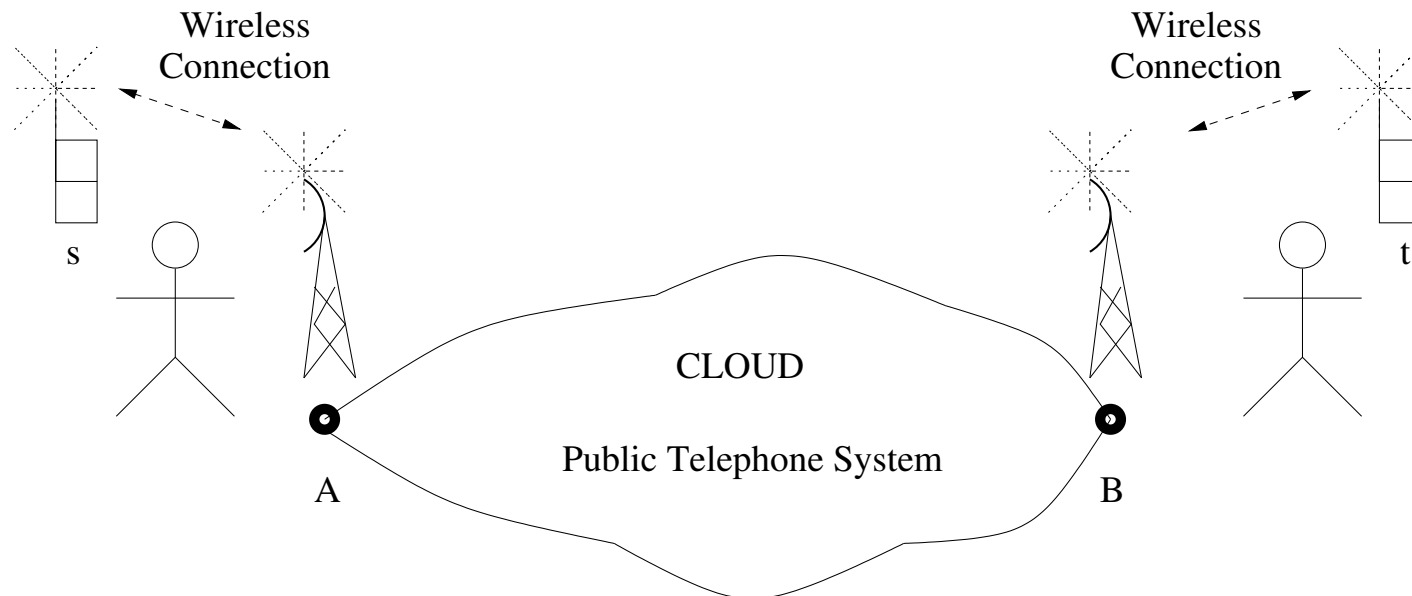 Wireless
Connection
Wireless
Connection
s
t
CLOUD
Public Telephone System
A
B